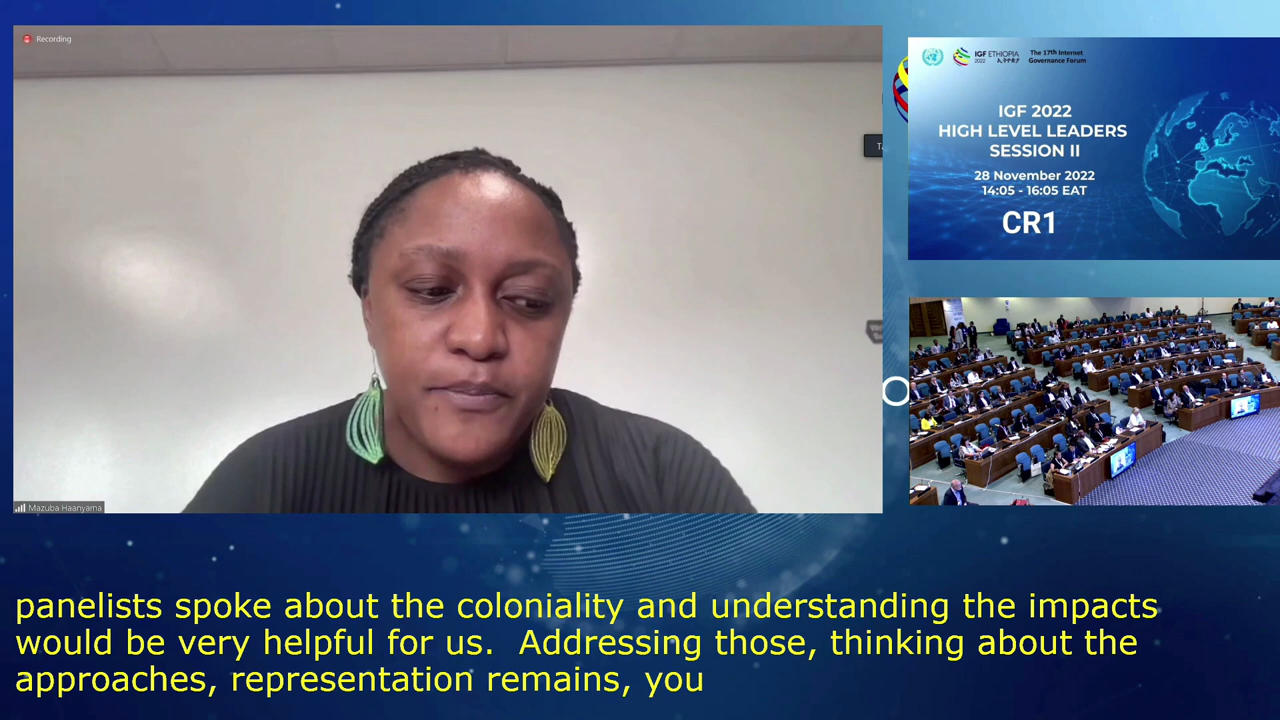 Recording
Mazuba Haanyama
IGF ETHIOPIA
2022 ኢትዮጵያ
The 17th Internet
Governance Forum
IGF 2022
HIGH LEVEL LEADERS
SESSION II
28 November 2022
14:05 - 16:05 EAT
CR1
panelists spoke about the coloniality and understanding the impacts
would be very helpful for us.  Addressing those, thinking about the
approaches, representation remains, you